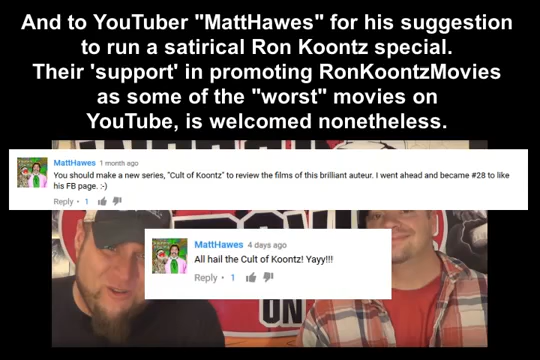 And to YouTuber "MattHawes" for his suggestion
to run a satirical Ron Koontz special.
Their 'support' in promoting RonKoontzMovies
as some of the "worst" movies on
YouTube, is welcomed nonetheless.
MattHawes 1 month ago
You should make a new series, "Cult of Koontz" to review the films of this brilliant auteur. I went ahead and became #28 to like
his FB page. :-)
Reply • 1
MattHawes 4 days ago
All hail the Cult of Koontz! Yayy!!!
Reply • 1
ON